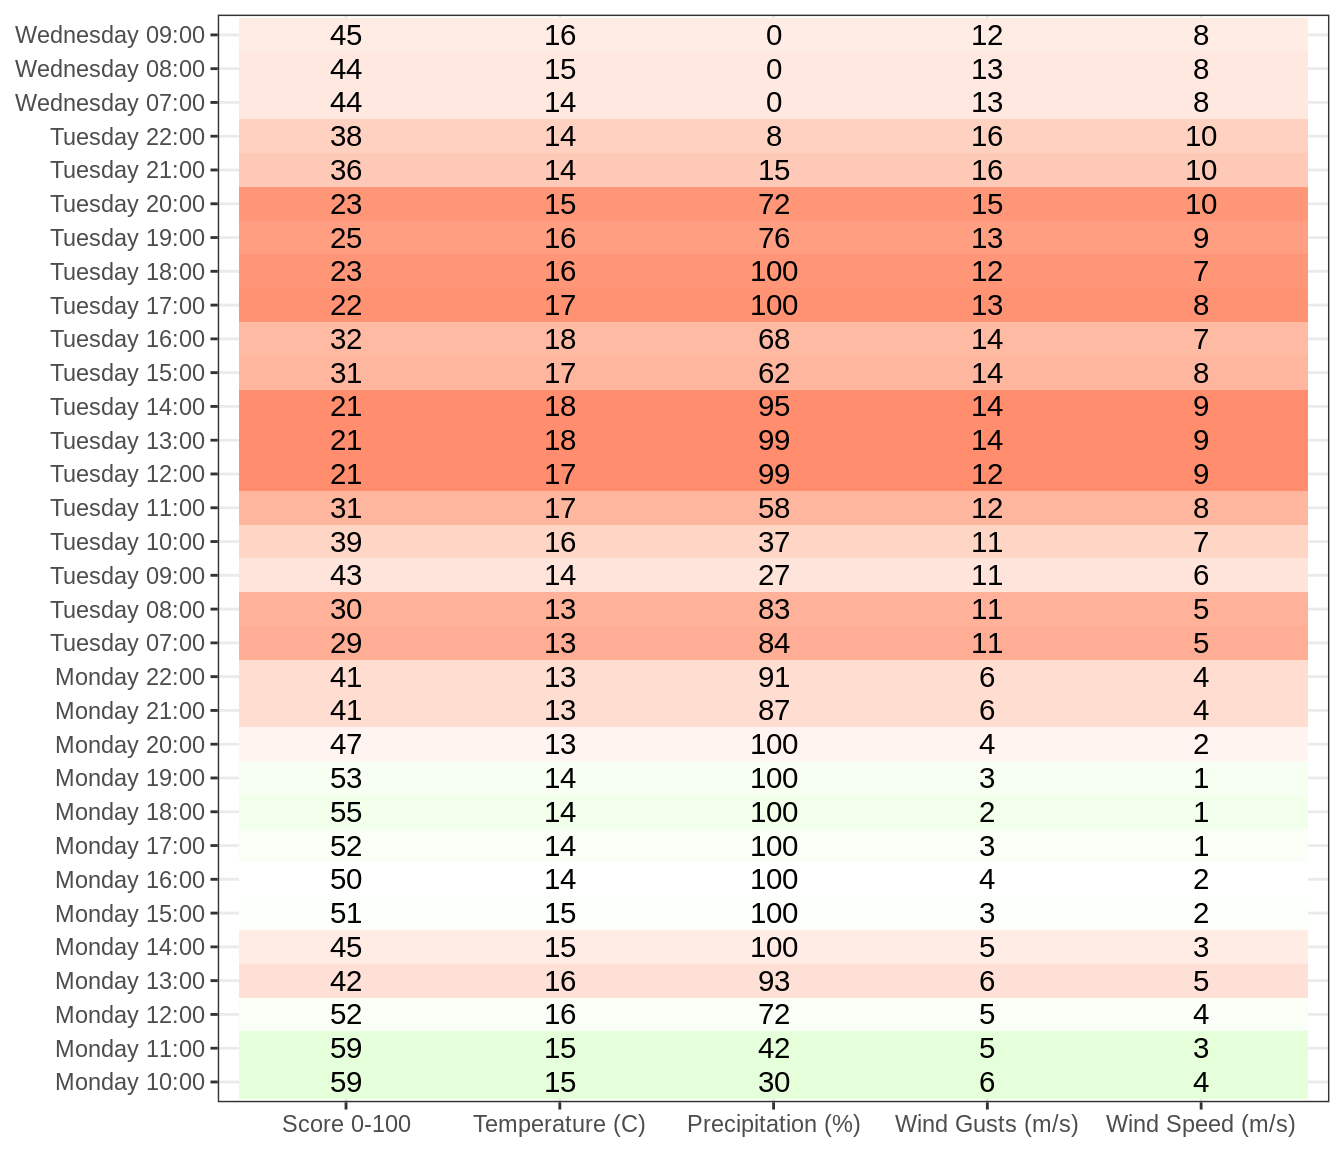 Wednesday 09:00 45 16 0 12 8
Wednesday 08:00 44 15 0 13 8
Wednesday 07:00 44 14 0 13 8
Tuesday 22:00 38 14 8 16 10
Tuesday 21:00 36 14 15 16 10
Tuesday 20:00 23 15 72 15 10
Tuesday 19:00 25 16 76 13 9
Tuesday 18:00 23 16 100 12 7
Tuesday 17:00 22 17 100 13 8
Tuesday 16:00 32 18 68 14 7
Tuesday 15:00 31 17 62 14 8
Tuesday 14:00 21 18 95 14 9
Tuesday 13:00 21 18 99 14 9
Tuesday 12:00 21 17 99 12 9
Tuesday 11:00 31 17 58 12 8
Tuesday 10:00 39 16 37 11 7
Tuesday 09:00 43 14 27 11 6
Tuesday 08:00 30 13 83 11 5
Tuesday 07:00 29 13 84 11 5
Monday 22:00 41 13 91 6 4
Monday 21:00 41 13 87 6 4
Monday 20:00 47 13 100 4 2
Monday 19:00 53 14 100 3 1
Monday 18:00 55 14 100 2 1
Monday 17:00 52 14 100 3 1
Monday 16:00 50 14 100 4 2
Monday 15:00 51 15 100 3 2
Monday 14:00 45 15 100 5 3
Monday 13:00 42 16 93 6 5
Monday 12:00 52 16 72 5 4
Monday 11:00 59 15 42 5 3
Monday 10:00 59 15 30 6 4
Score 0-100 Temperature (C) Precipitation (%) Wind Gusts (m/s) Wind Speed (m/s)